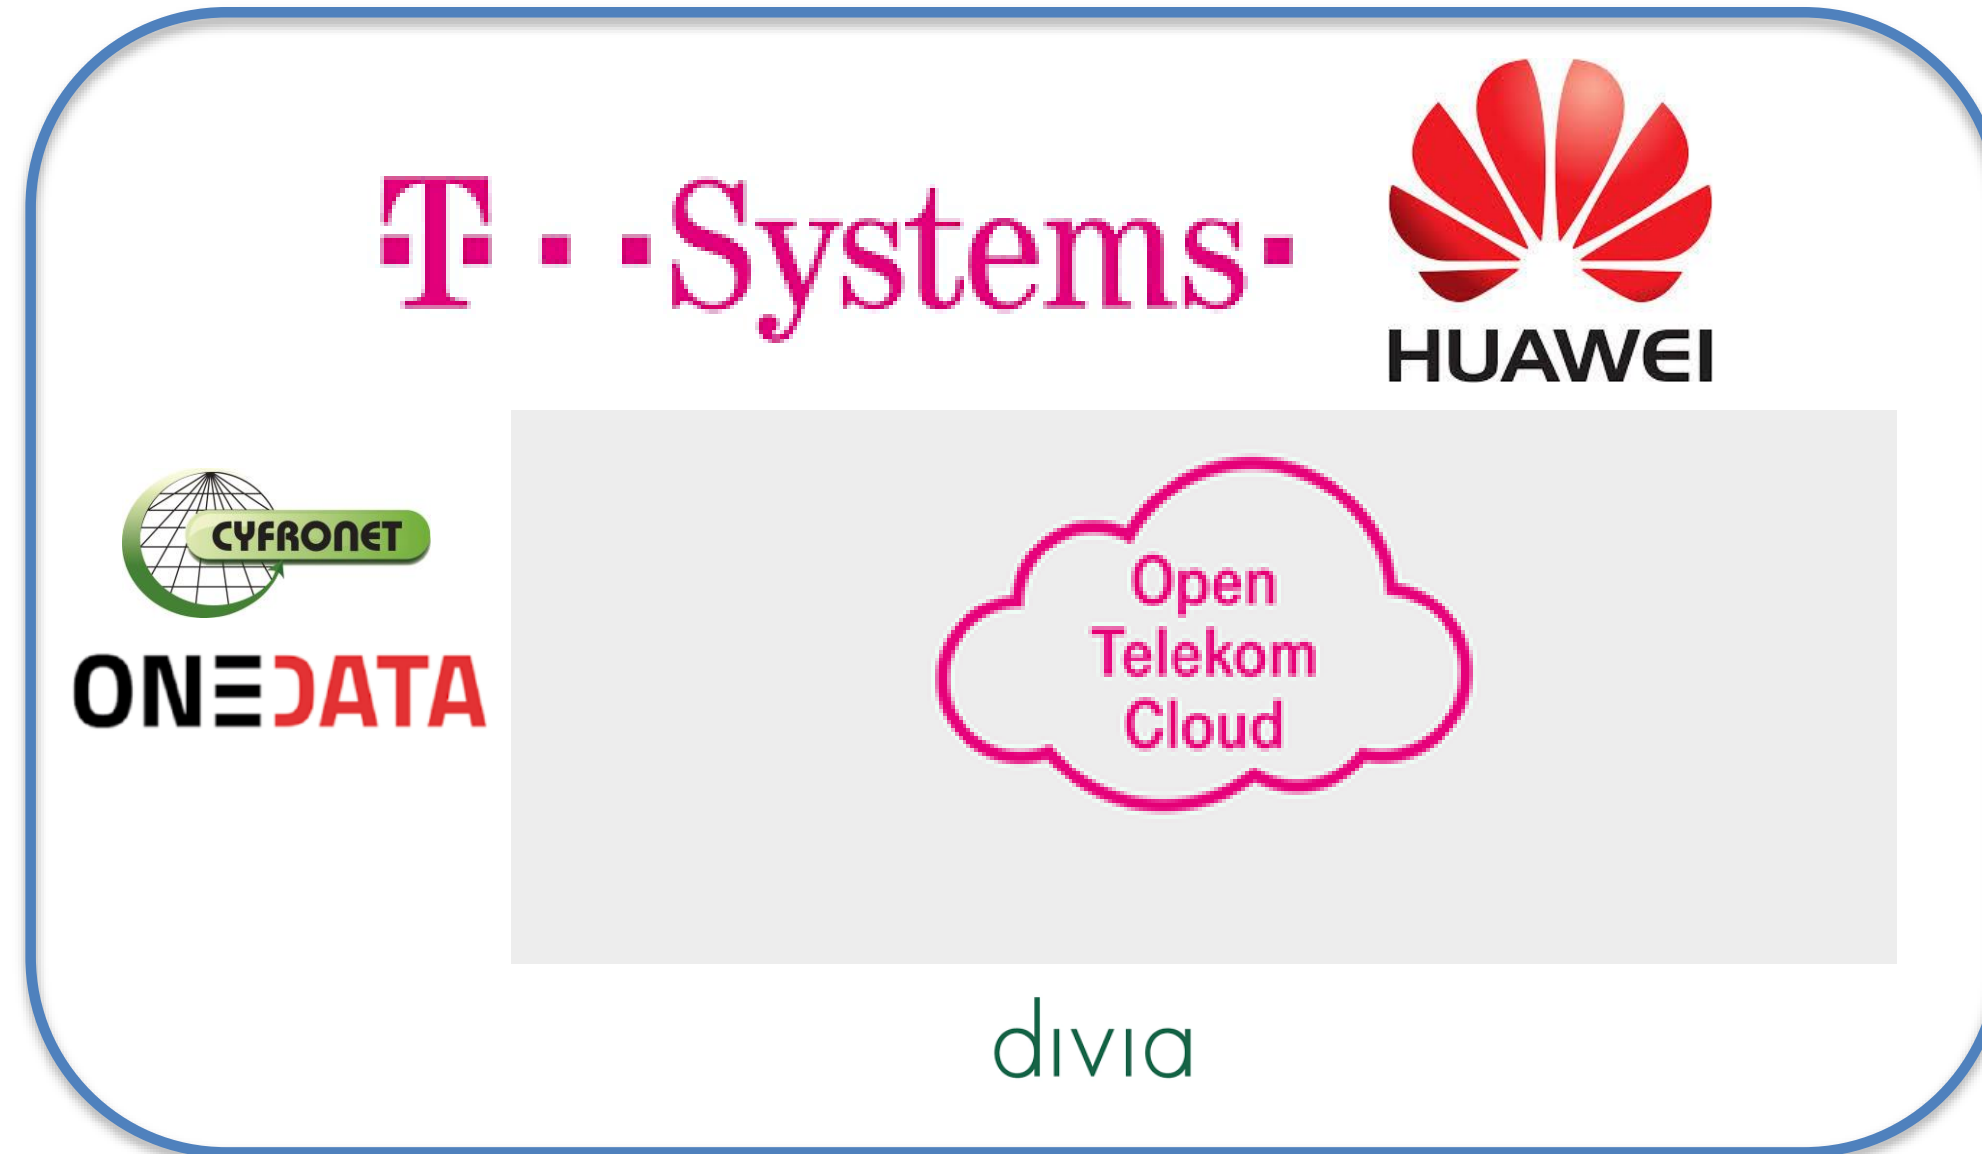 T··Systems·
HUAWEI
CYFRONET
ONEDATA
Open
Telekom
Cloud
divia